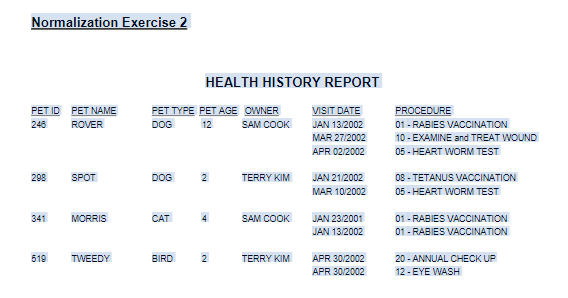 Normalization Exercise 2
HEALTH HISTORY REPORT
PET ID PET NAME PET TYPE PET AGE OWNER VISIT DATE PROCEDURE
246 ROVER DOG 12 SAM COOK JAN 13/2002 01 - RABIES VACCINATION
MAR 27/2002 10 - EXAMINE and TREAT WOUND
APR 02/2002 05 - HEART WORM TEST
298 SPOT DOG 2 TERRY KIM JAN 21/2002 08 - TETANUS VACCINATION
MAR 10/2002 05 - HEART WORM TEST
341 MORRIS CAT 4 SAM COOK JAN 23/2001 01 - RABIES VACCINATION
JAN 13/2002 01 - RABIES VACCINATION
519 TWEEDY BIRD 2 TERRY KIM APR 30/2002 20 - ANNUAL CHECK UP
APR 30/2002 12 - EYE WASH